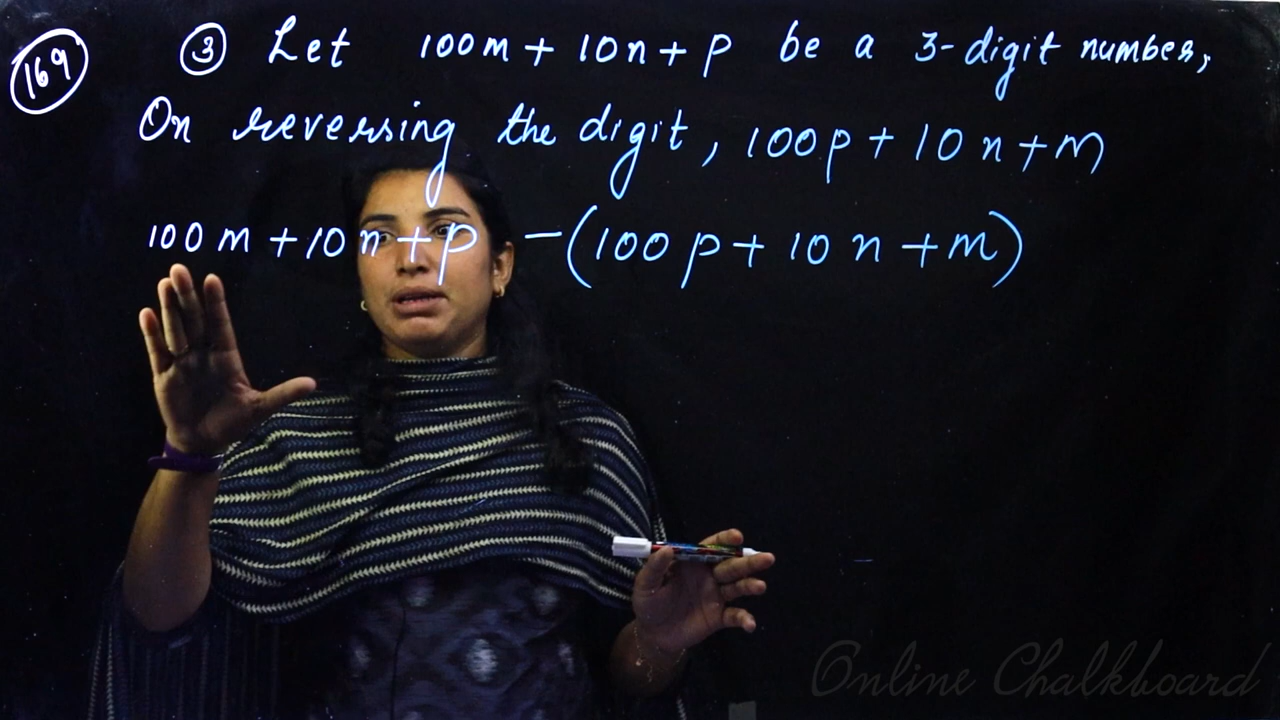 169
③ Let 100m + 10n + p be a 3-digit number,
On reversing the digit, 100p + 10n + m
100m + 10n + p - (100p + 10n + m)
Online Chalkboard